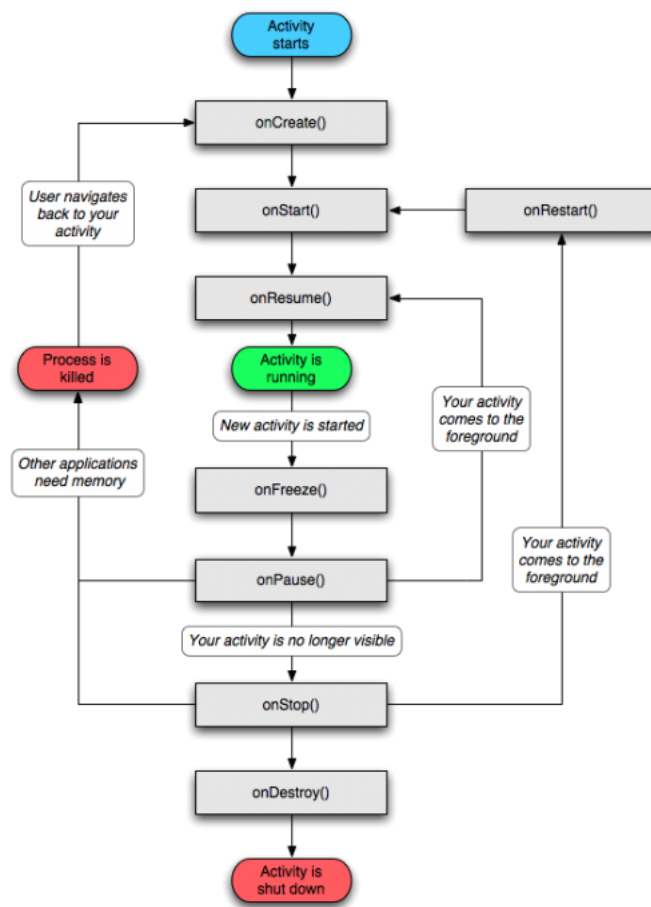 Activity
starts
onCreate()
User navigates
back to your
activity
onStart()
onRestart()
onResume()
Process is
killed
Activity is
running
Your activity
comes to the
foreground
New activity is started
Other applications
need memory
onFreeze()
Your activity
comes to the
foreground
onPause()
Your activity is no longer visible
onStop()
onDestroy()
Activity is
shut down